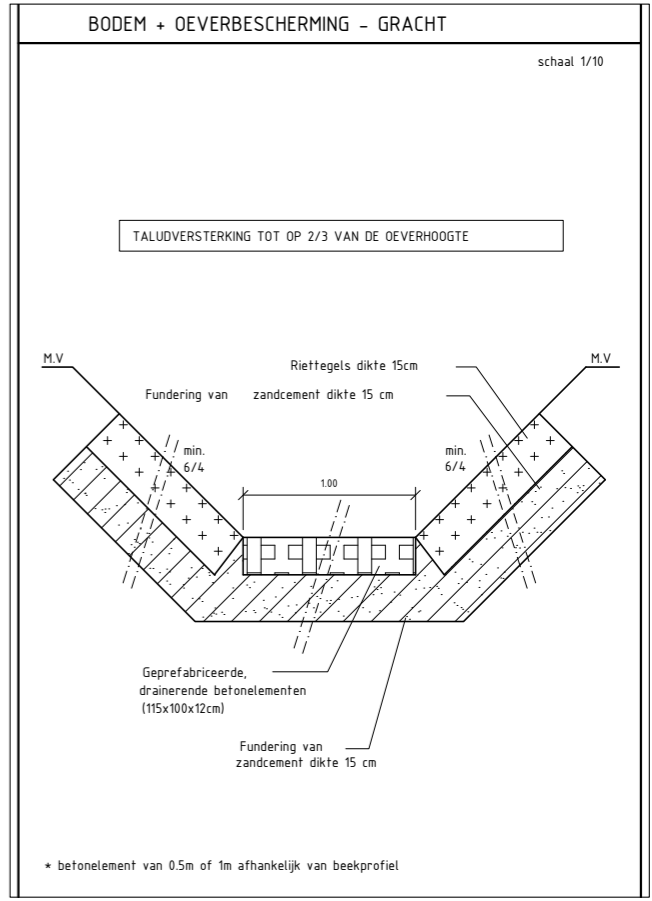 BODEM + OEVERBESCHERMING - GRACHT
schaal 1/10
TALUDVERSTERKING TOT OP 2/3 VAN DE OEVERHOOGTE
M.V
M.V
Riettegels dikte 15cm
Fundering van zandcement dikte 15 cm
min.
6/4
min.
6/4
1.00
Geprefabriceerde,
drainerende betonelementen
(115x100x12cm)
Fundering van
zandcement dikte 15 cm
* betonelement van 0.5m of 1m afhankelijk van beekprofiel